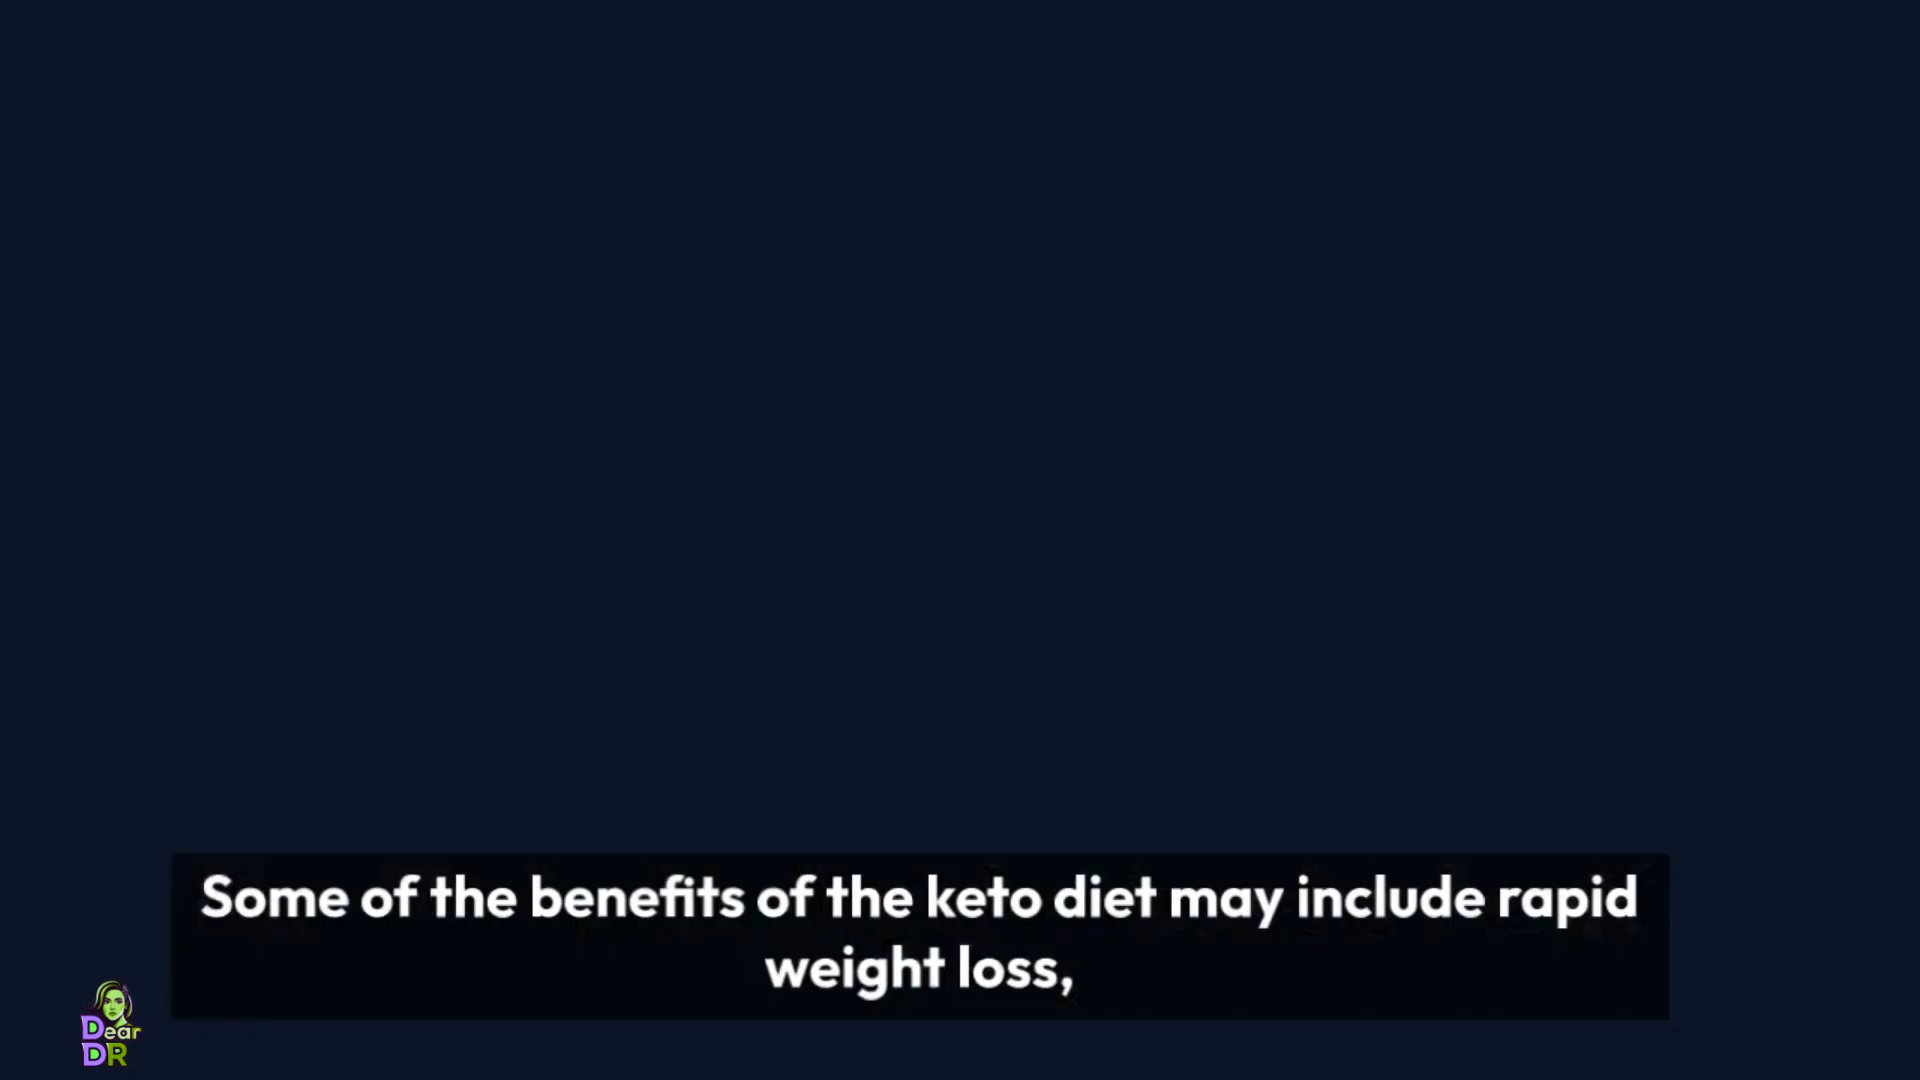 Some of the benefits of the keto diet may include rapid
weight loss,
Dear
DR